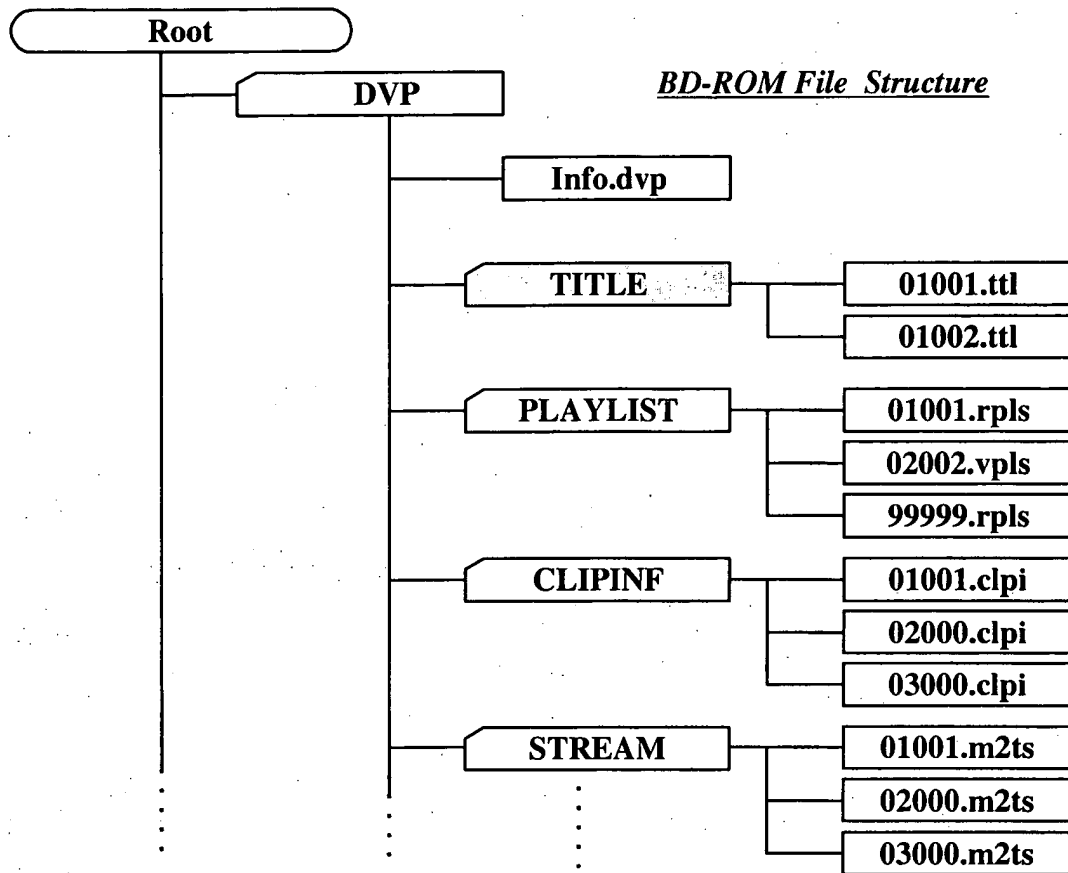 Root
DVP
BD-ROM File Structure
Info.dvp
TITLE
01001.ttl
01002.ttl
PLAYLIST
01001.rpls
02002.vpls
99999.rpls
CLIPINF
01001.clpi
02000.clpi
03000.clpi
STREAM
01001.m2ts
02000.m2ts
03000.m2ts